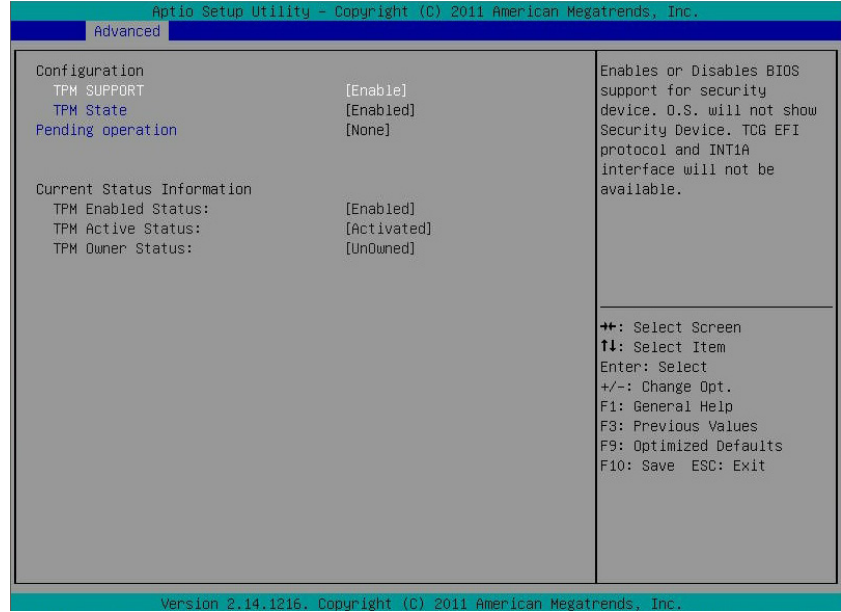 Aptio Setup Utility - Copyright (C) 2011 American Megatrends, Inc.
Advanced
Configuration
TPM SUPPORT [Enable]
TPM State [Enabled]
Pending operation [None]
Current Status Information
TPM Enabled Status: [Enabled]
TPM Active Status: [Activated]
TPM Owner Status: [UnOwned]
Enables or Disables BIOS
support for security
device. O.S. will not show
Security Device. TCG EFI
protocol and INT1A
interface will not be
available.
→←: Select Screen
↑↓: Select Item
Enter: Select
+/-: Change Opt.
F1: General Help
F3: Previous Values
F9: Optimized Defaults
F10: Save ESC: Exit
Version 2.14.1216. Copyright (C) 2011 American Megatrends, Inc.